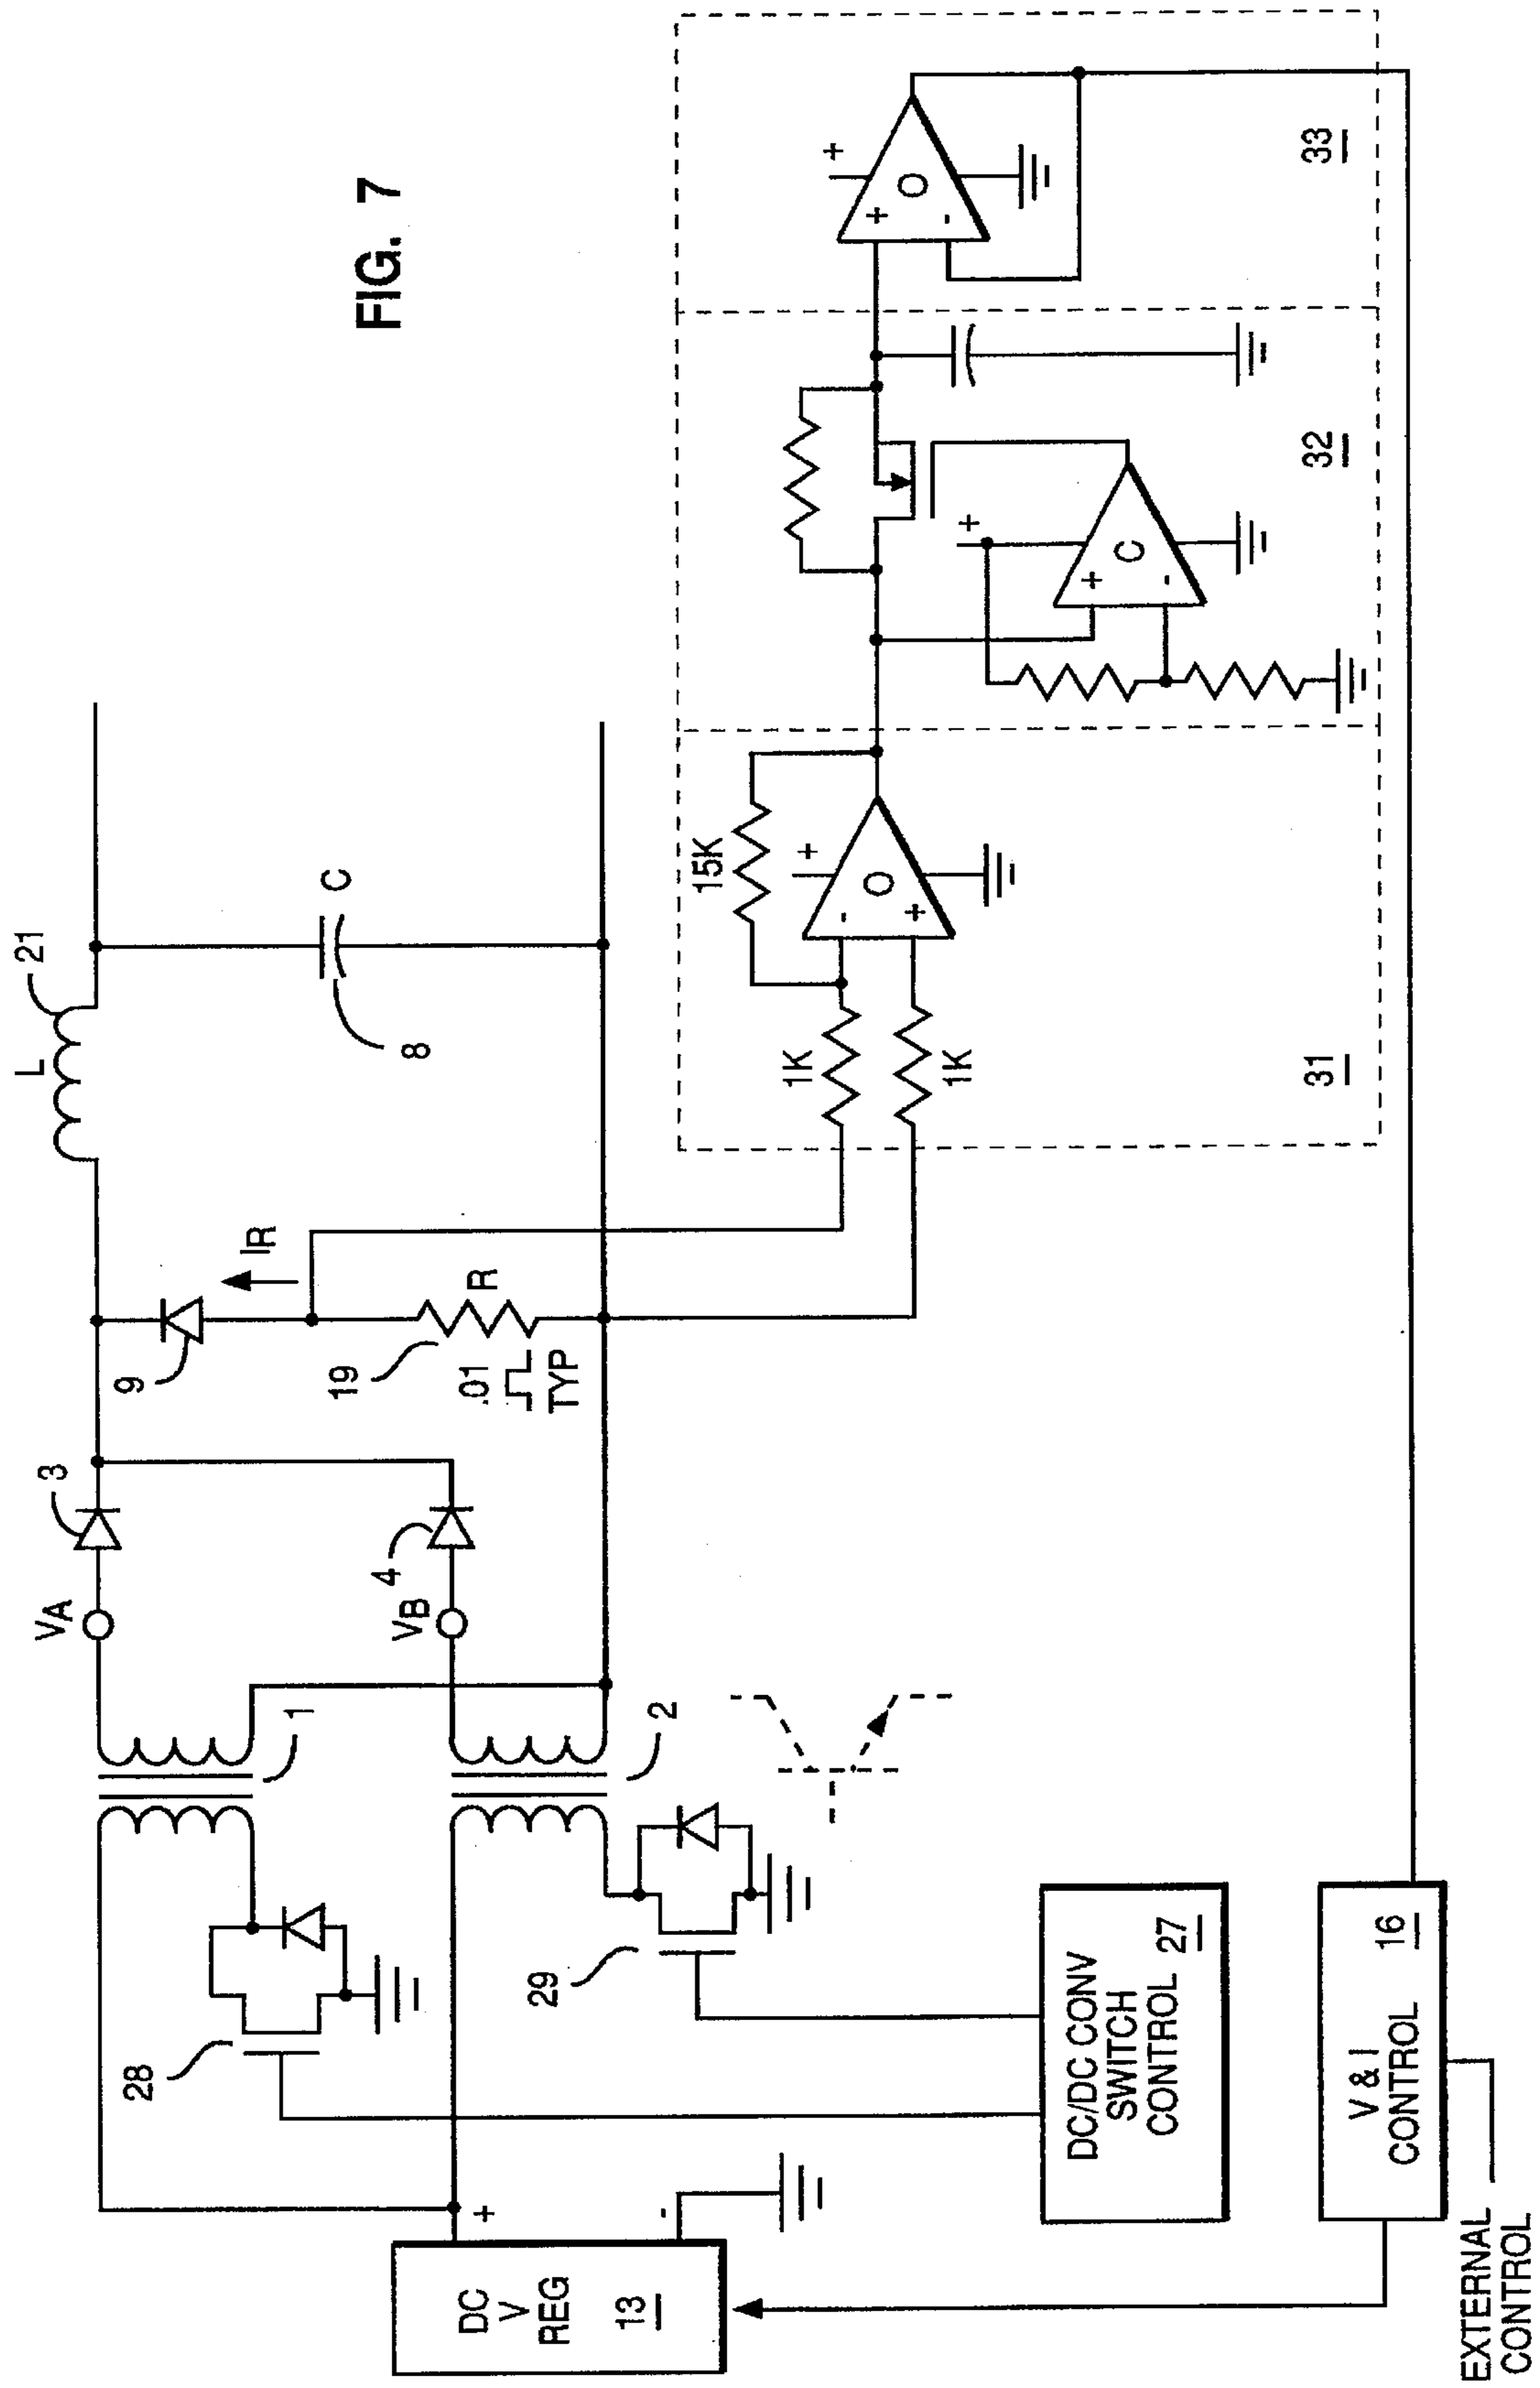 FIG. 7
L
21
C
8
3
9
IR
R
19
.01
TYP
VA
4
VB
1
2
28
29
+
-
DC
V
REG
13
DC/DC CONV
SWITCH
CONTROL 27
V & I
CONTROL
16
EXTERNAL
CONTROL
1K
1K
15K
-
+
O
+
31
+
-
C
+
32
+
-
O
+
33